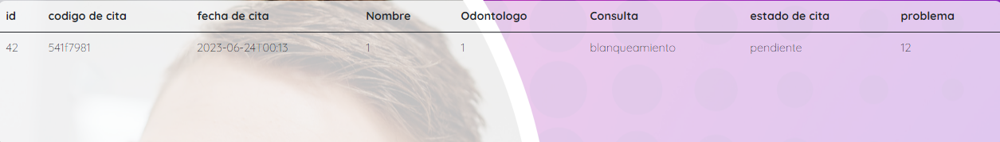 id codigo de cita fecha de cita Nombre Odontologo Consulta estado de cita problema
42 541f7981 2023-06-24T00:13 1 1 blanqueamiento pendiente 12